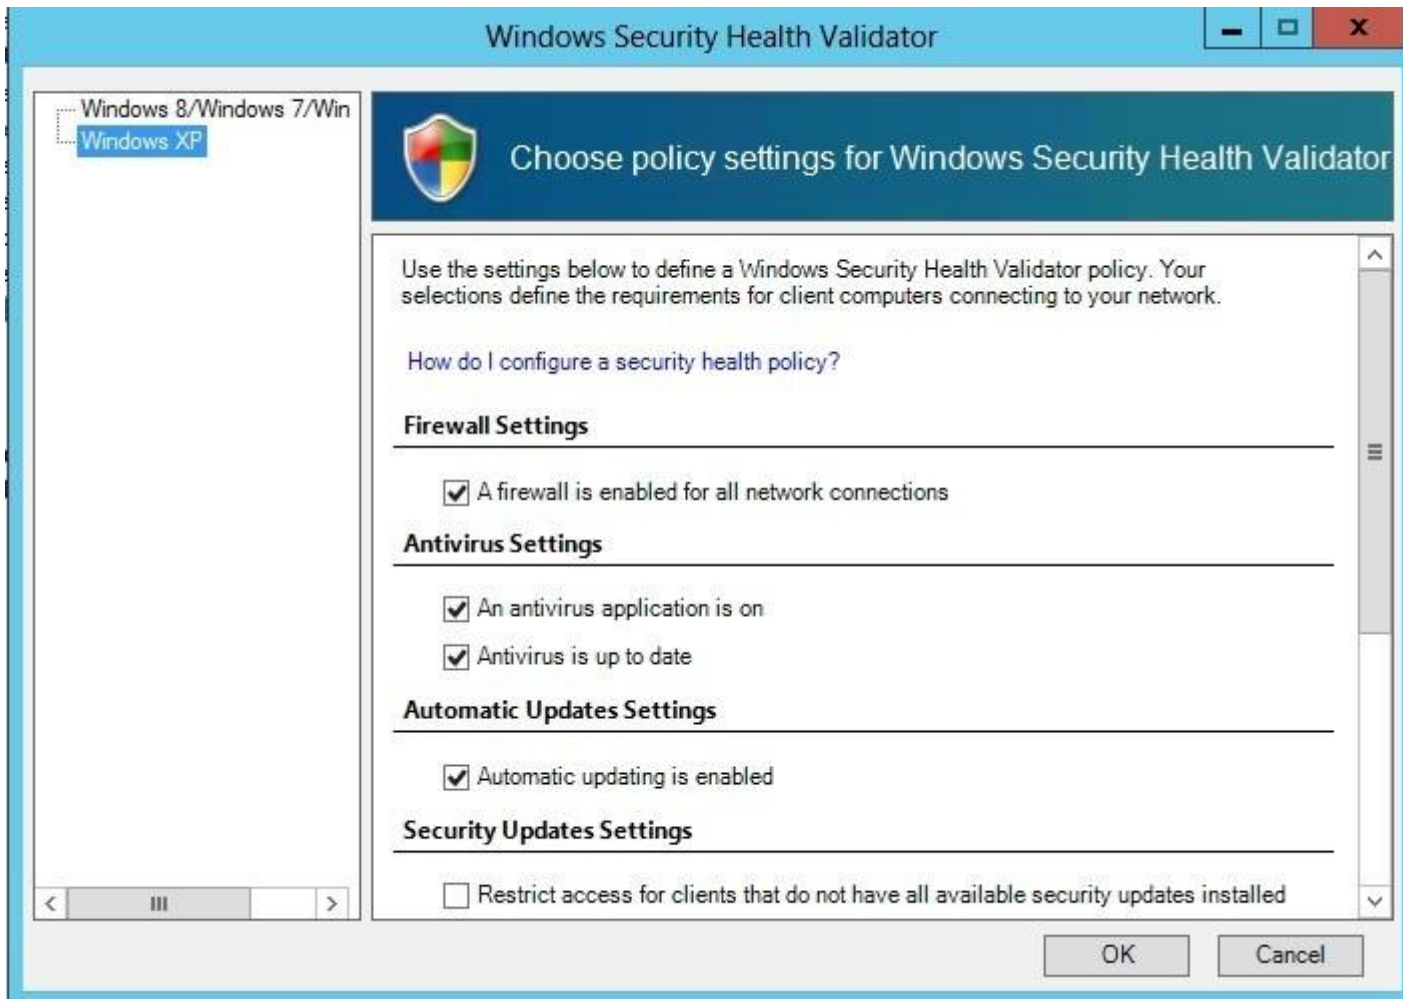 Windows Security Health Validator
Windows 8/Windows 7/Win
Windows XP
Choose policy settings for Windows Security Health Validator
Use the settings below to define a Windows Security Health Validator policy. Your
selections define the requirements for client computers connecting to your network.
How do I configure a security health policy?
Firewall Settings
A firewall is enabled for all network connections
Antivirus Settings
An antivirus application is on
Antivirus is up to date
Automatic Updates Settings
Automatic updating is enabled
Security Updates Settings
Restrict access for clients that do not have all available security updates installed
OK
Cancel